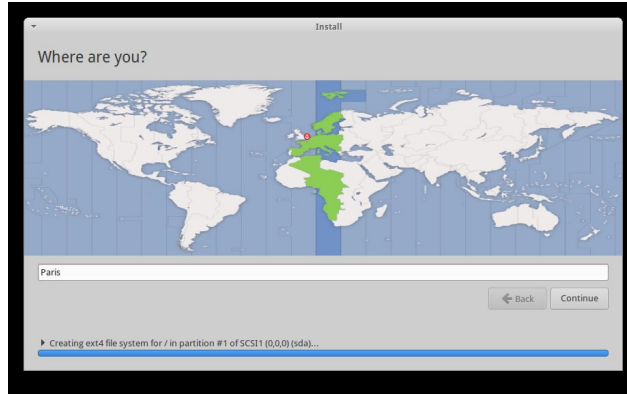 Install
Where are you?
Paris
Back
Continue
Creating ext4 file system for / in partition #1 of SCSI1 (0,0,0) (sda)...